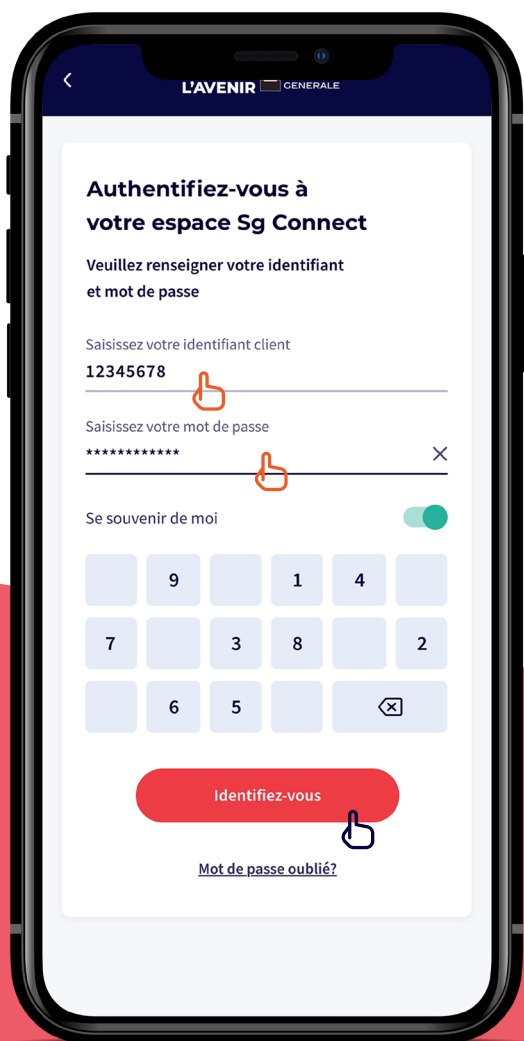 L'AVENIR GENERALE
Authentifiez-vous à
votre espace Sg Connect
Veuillez renseigner votre identifiant
et mot de passe
Saisissez votre identifiant client
12345678
Saisissez votre mot de passe
************
Se souvenir de moi
9 1 4
7 3 8 2
6 5
Identifiez-vous
Mot de passe oublié?